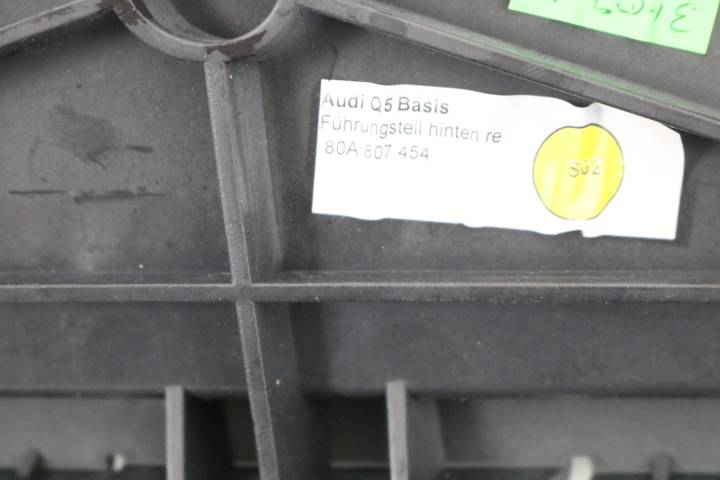 Audi Q5 Basis
Führungsteil hinten re
80A 807 454
S02